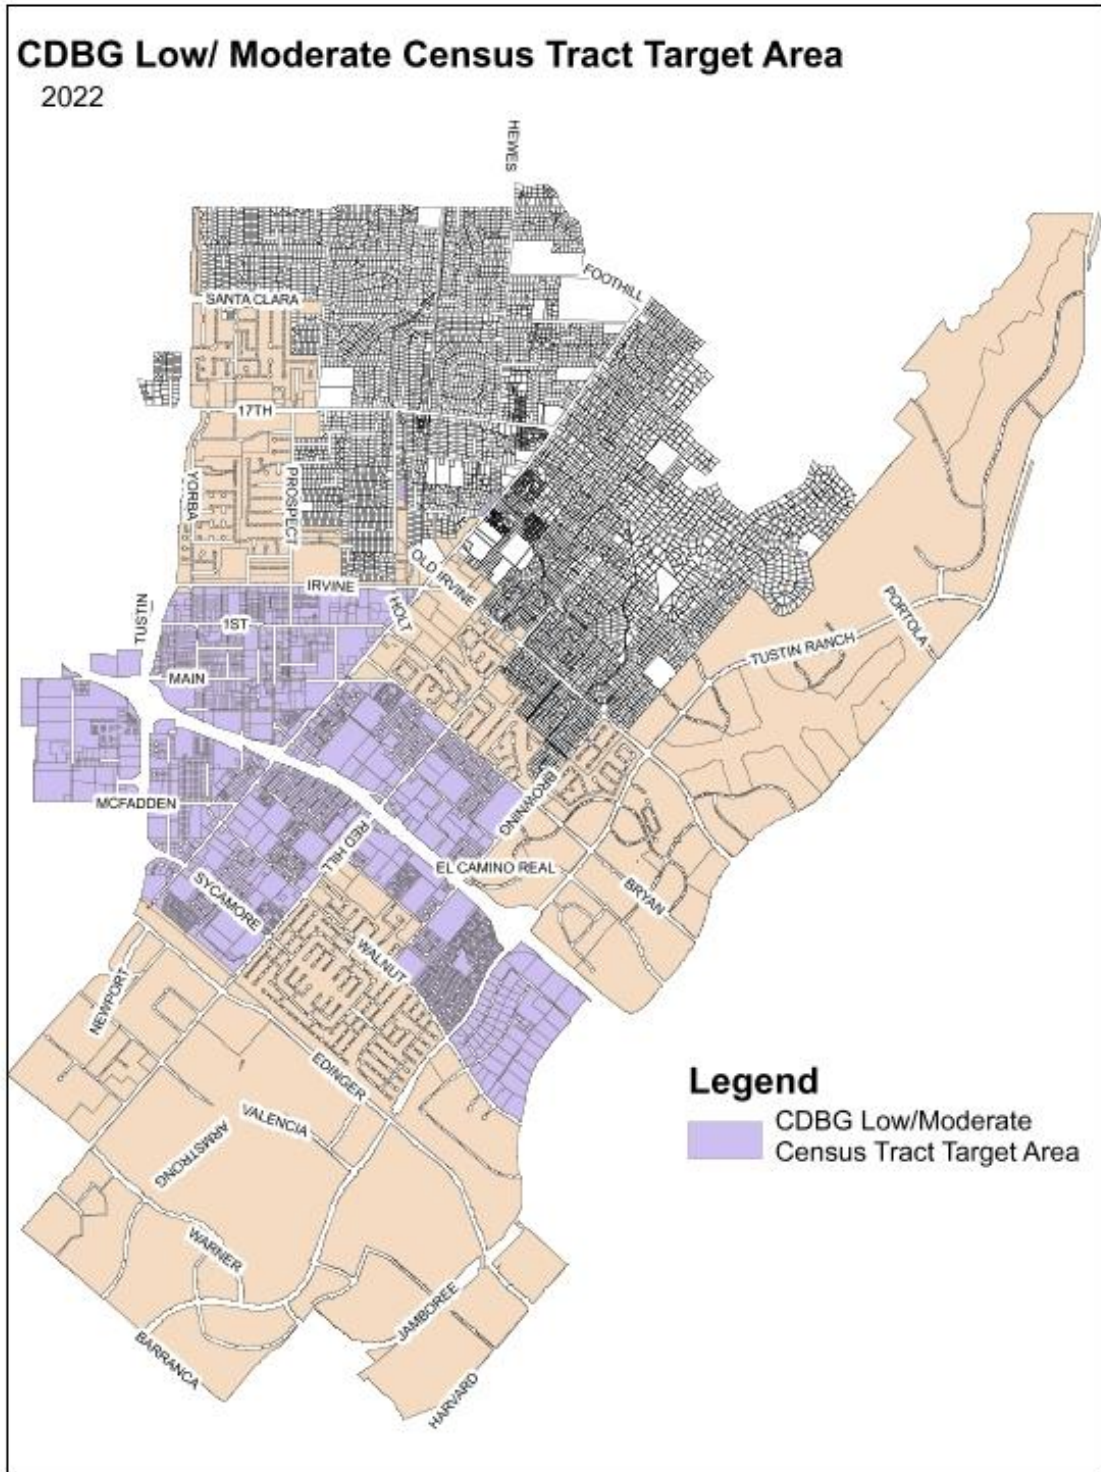 CDBG Low/ Moderate Census Tract Target Area
2022
HEWES
FOOTHILL
SANTA CLARA
17TH
YORBA
PROSPECT
OLD IRVINE
IRVINE
HOLT
TUSTIN
1ST
PORTOLA
TUSTIN RANCH
MAIN
MCFADDEN
BROWNING
RED HILL
EL CAMINO REAL
SYCAMORE
BRYAN
WALNUT
NEWPORT
EDINGER
VALENCIA
ARMSTRONG
WARNER
JAMBOREE
BARRANCA
HARVARD
Legend
CDBG Low/Moderate
Census Tract Target Area